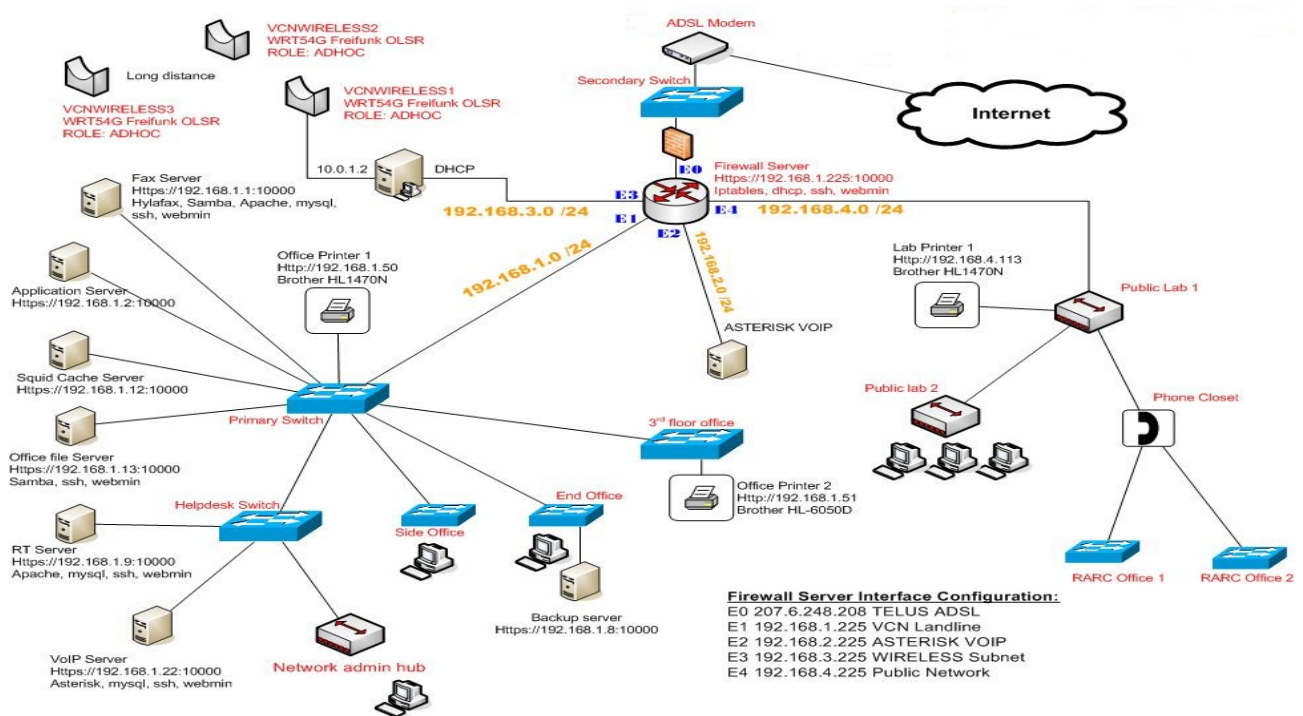 VCNWIRELESS2
WRT54G Freifunk OLSR
ROLE: ADHOC
Long distance
VCNWIRELESS3
WRT54G Freifunk OLSR
ROLE: ADHOC
VCNWIRELESS1
WRT54G Freifunk OLSR
ROLE: ADHOC
ADSL Modem
Secondary Switch
Internet
10.0.1.2
DHCP
E0
Firewall Server
Https://192.168.1.225:10000
Iptables, dhcp, ssh, webmin
E3
E1
E2
E4
192.168.3.0 /24
192.168.4.0 /24
192.168.1.0 /24
192.168.2.0 /24
Fax Server
Https://192.168.1.1:10000
Hylafax, Samba, Apache, mysql,
ssh, webmin
Office Printer 1
Http://192.168.1.50
Brother HL1470N
Application Server
Https://192.168.1.2:10000
Squid Cache Server
Https://192.168.1.12:10000
Primary Switch
ASTERISK VOIP
Lab Printer 1
Http://192.168.4.113
Brother HL1470N
Public Lab 1
Public lab 2
Phone Closet
Office file Server
Https://192.168.1.13:10000
Samba, ssh, webmin
3rd floor office
Office Printer 2
Http://192.168.1.51
Brother HL-6050D
Helpdesk Switch
Side Office
End Office
RT Server
Https://192.168.1.9:10000
Apache, mysql, ssh, webmin
Backup server
Https://192.168.1.8:10000
VoIP Server
Https://192.168.1.22:10000
Asterisk, mysql, ssh, webmin
Network admin hub
RARC Office 1
RARC Office 2
Firewall Server Interface Configuration:
E0 207.6.248.208 TELUS ADSL
E1 192.168.1.225 VCN Landline
E2 192.168.2.225 ASTERISK VOIP
E3 192.168.3.225 WIRELESS Subnet
E4 192.168.4.225 Public Network